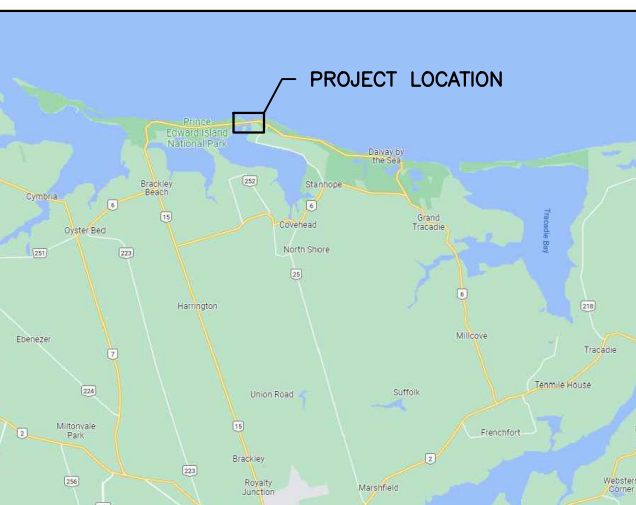 PROJECT LOCATION
Prince
Edward Island
National Park
Dalvay by
the Sea
Cymbria
Brackley
Beach
252
Stanhope
6
6
15
Oyster Bed
Covehead
Grand
Tracadie
Tracadie Bay
251
223
North Shore
25
6
218
Harrington
Ebenezer
7
Millcove
Tracadie
224
Union Road
Suffolk
Tenmile House
2
Miltonvale
Park
15
Frenchfort
2
Brackley
223
256
Royalty
Junction
Marshfield
Websters
Corner